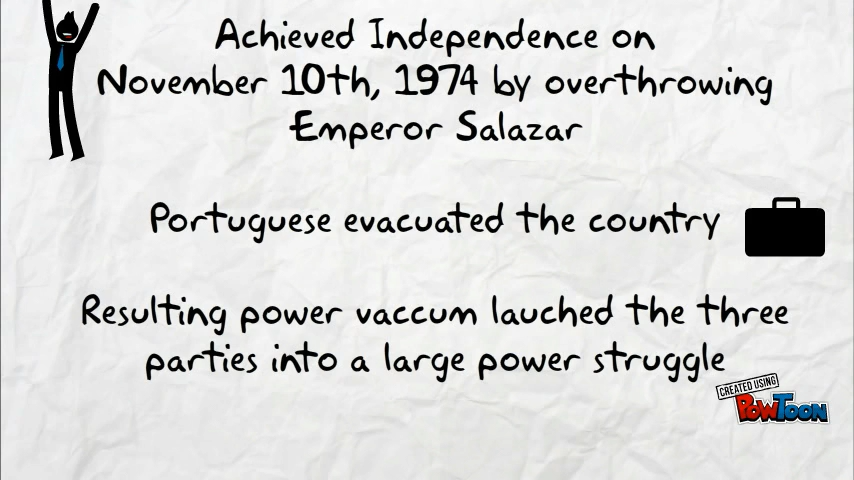 Achieved Independence on
November 10th, 1974 by overthrowing
Emperor Salazar
Portuguese evacuated the country
Resulting power vaccum lauched the three
parties into a large power struggle
CREATED USING
POWTOON